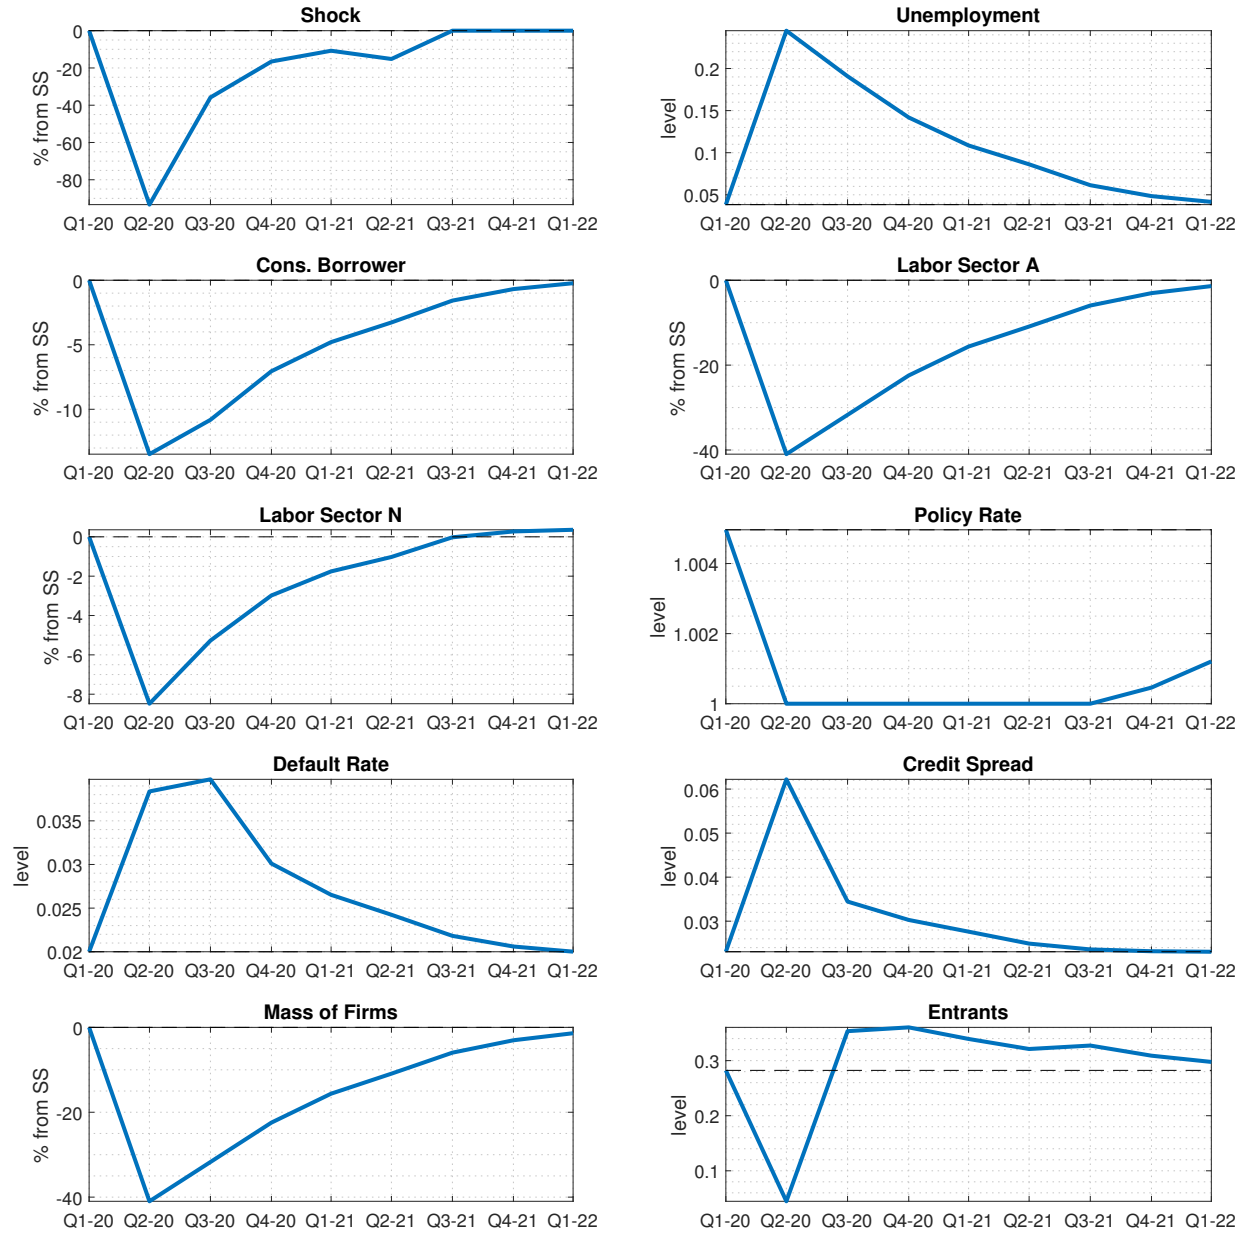 Shock
% from SS
0
-20
-40
-60
-80
Q1-20 Q2-20 Q3-20 Q4-20 Q1-21 Q2-21 Q3-21 Q4-21 Q1-22
Unemployment
level
0.2
0.15
0.1
0.05
Q1-20 Q2-20 Q3-20 Q4-20 Q1-21 Q2-21 Q3-21 Q4-21 Q1-22
Cons. Borrower
% from SS
0
-5
-10
Q1-20 Q2-20 Q3-20 Q4-20 Q1-21 Q2-21 Q3-21 Q4-21 Q1-22
Labor Sector A
% from SS
0
-20
-40
Q1-20 Q2-20 Q3-20 Q4-20 Q1-21 Q2-21 Q3-21 Q4-21 Q1-22
Labor Sector N
% from SS
0
-2
-4
-6
-8
Q1-20 Q2-20 Q3-20 Q4-20 Q1-21 Q2-21 Q3-21 Q4-21 Q1-22
Policy Rate
level
1.004
1.002
1
Q1-20 Q2-20 Q3-20 Q4-20 Q1-21 Q2-21 Q3-21 Q4-21 Q1-22
Default Rate
level
0.035
0.03
0.025
0.02
Q1-20 Q2-20 Q3-20 Q4-20 Q1-21 Q2-21 Q3-21 Q4-21 Q1-22
Credit Spread
level
0.06
0.05
0.04
0.03
Q1-20 Q2-20 Q3-20 Q4-20 Q1-21 Q2-21 Q3-21 Q4-21 Q1-22
Mass of Firms
% from SS
0
-20
-40
Q1-20 Q2-20 Q3-20 Q4-20 Q1-21 Q2-21 Q3-21 Q4-21 Q1-22
Entrants
level
0.3
0.2
0.1
Q1-20 Q2-20 Q3-20 Q4-20 Q1-21 Q2-21 Q3-21 Q4-21 Q1-22